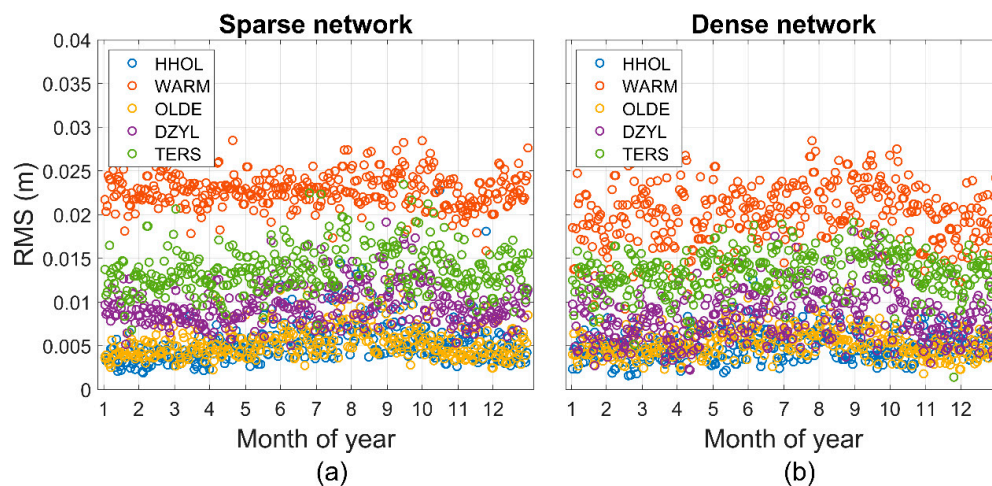 Sparse network
0.04
0.035
0.03
0.025
0.02
0.015
0.01
0.005
0
RMS (m)
HHOL
WARM
OLDE
DZYL
TERS
1 2 3 4 5 6 7 8 9 10 11 12
Month of year
(a)
Dense network
HHOL
WARM
OLDE
DZYL
TERS
1 2 3 4 5 6 7 8 9 10 11 12
Month of year
(b)